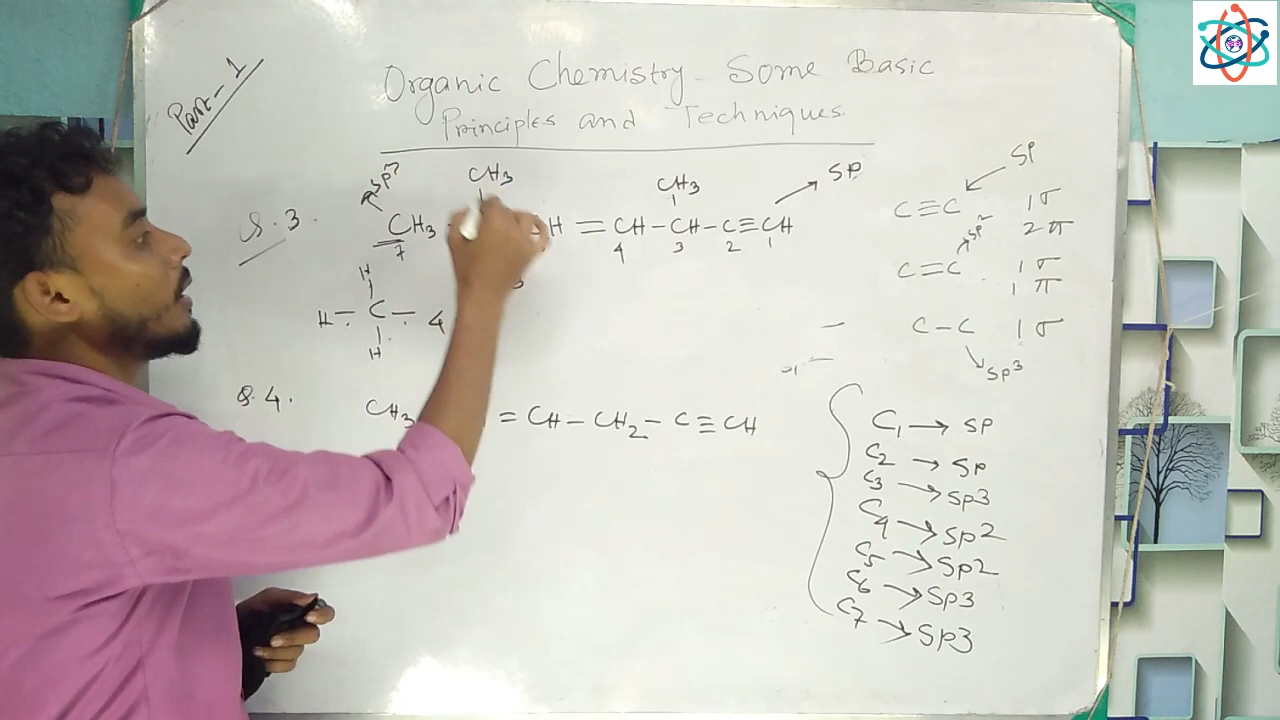 Part-1
Organic Chemistry - Some Basic
Principles and Techniques.
CH3 CH3
Q.3. CH3 H = CH - CH - C ≡ CH
7 4 3 2 1
sp
H
H - C - 4
H
Q.4. CH3 = CH - CH2 - C ≡ CH
sp
C≡C 1σ
2π
C=C 1σ
1π
C-C 1σ
sp3
C1 → sp
C2 → sp
C3 → sp3
C4 → sp2
C5 → sp2
C6 → sp3
C7 → sp3